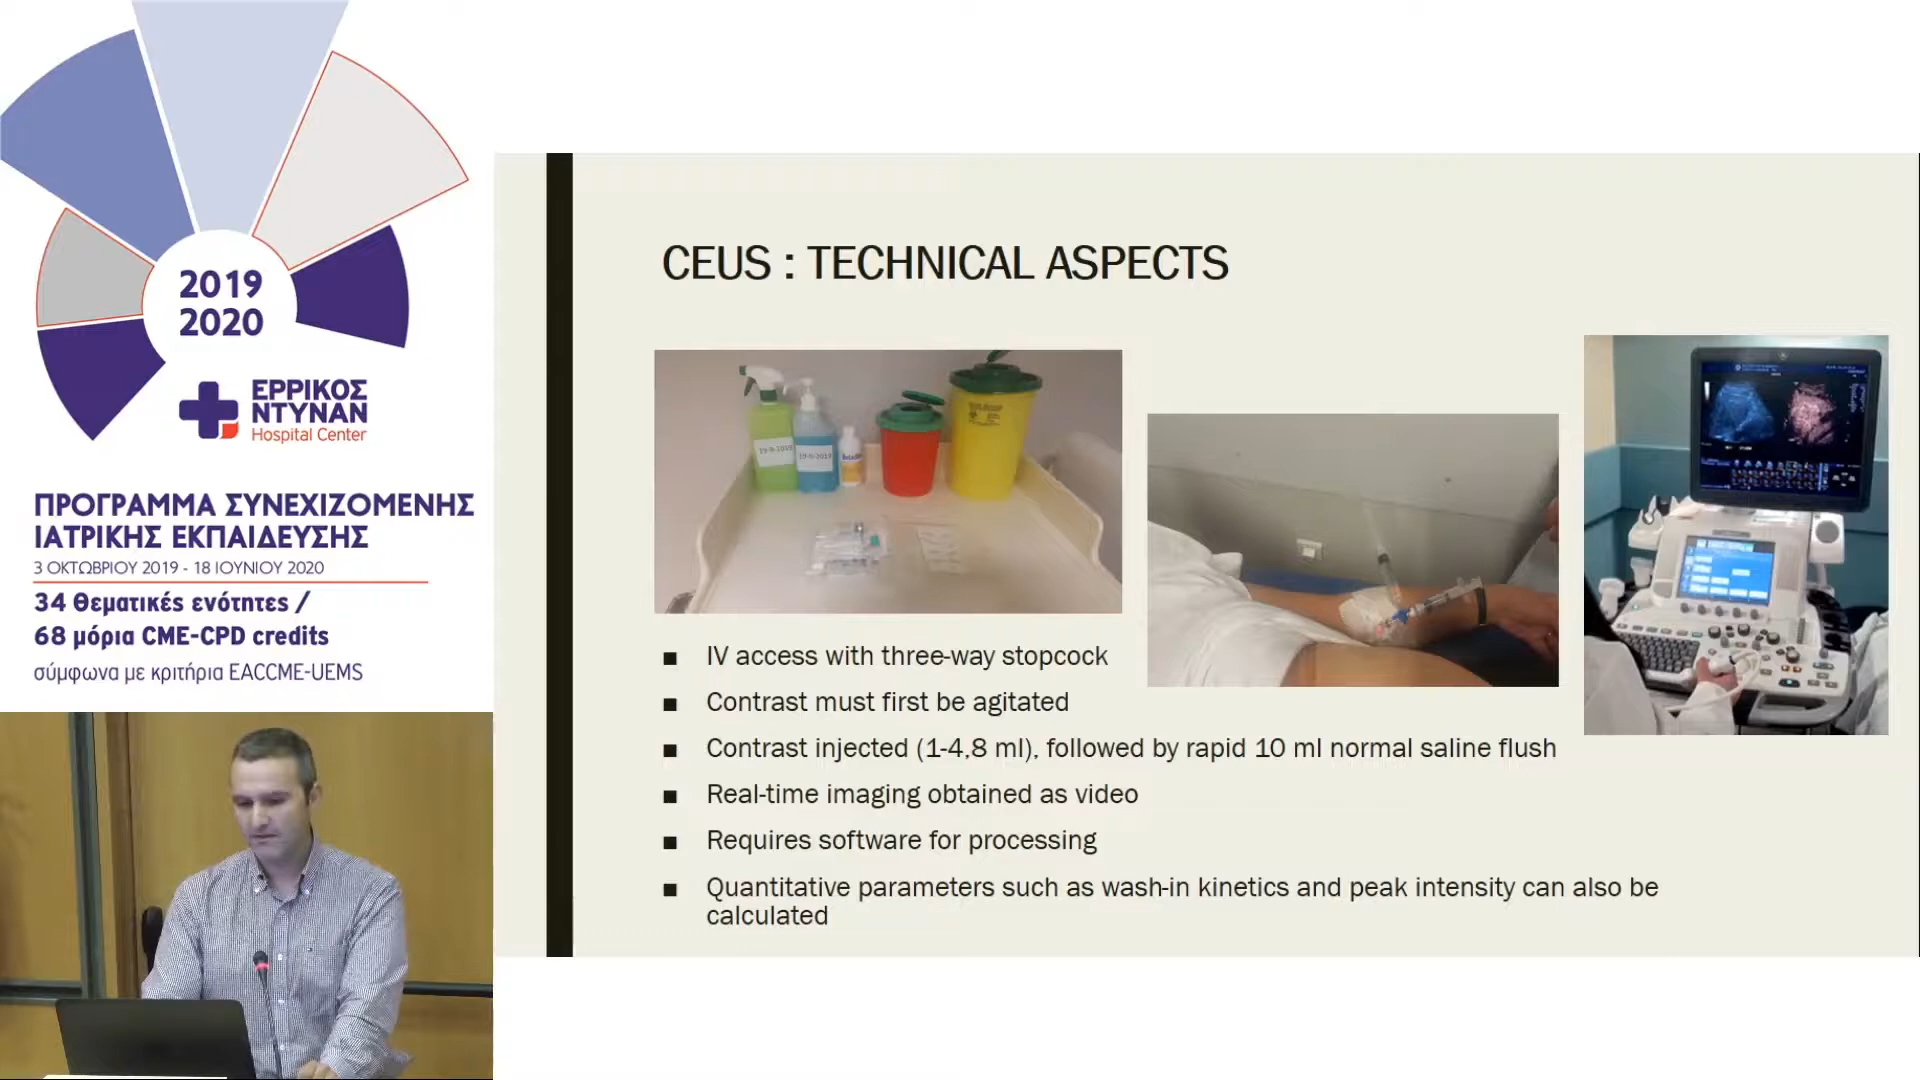 2019
2020
ΕΡΡΙΚΟΣ
ΝΤΥΝΑΝ
Hospital Center
ΠΡΟΓΡΑΜΜΑ ΣΥΝΕΧΙΖΟΜΕΝΗΣ
ΙΑΤΡΙΚΗΣ ΕΚΠΑΙΔΕΥΣΗΣ
3 ΟΚΤΩΒΡΙΟΥ 2019 - 18 ΙΟΥΝΙΟΥ 2020
34 Θεματικές ενότητες /
68 μόρια CME-CPD credits
σύμφωνα με κριτήρια EACCME-UEMS
CEUS : TECHNICAL ASPECTS
■ IV access with three-way stopcock
■ Contrast must first be agitated
■ Contrast injected (1-4,8 ml), followed by rapid 10 ml normal saline flush
■ Real-time imaging obtained as video
■ Requires software for processing
■ Quantitative parameters such as wash-in kinetics and peak intensity can also be
calculated